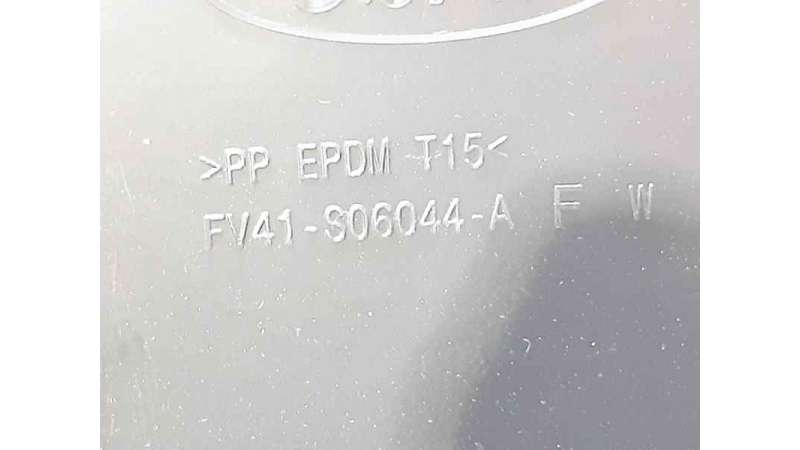 >PP EPDM T15<
FV41-S06044-A F W